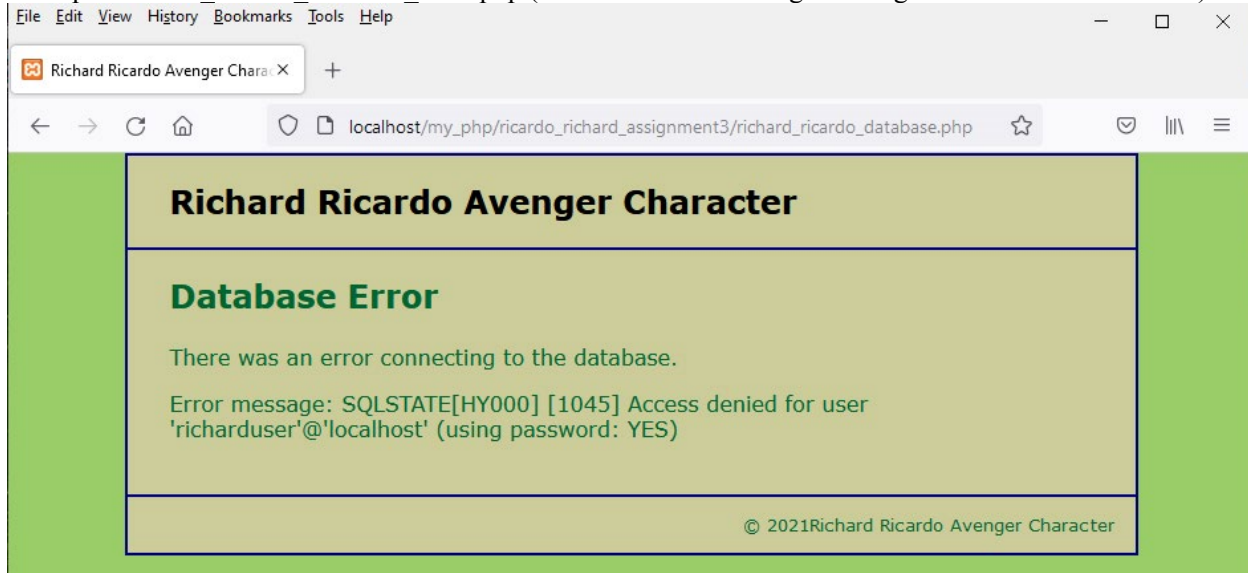 File Edit View History Bookmarks Tools Help
Richard Ricardo Avenger Charac
localhost/my_php/ricardo_richard_assignment3/richard_ricardo_database.php
Richard Ricardo Avenger Character
Database Error
There was an error connecting to the database.
Error message: SQLSTATE[HY000] [1045] Access denied for user
'richarduser'@'localhost' (using password: YES)
© 2021Richard Ricardo Avenger Character